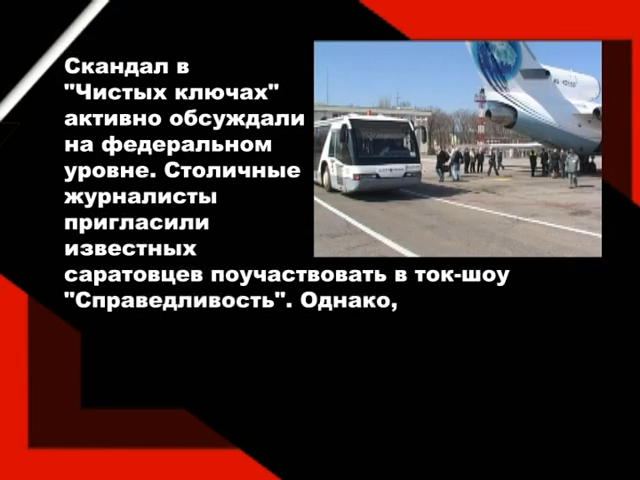 Скандал в
"Чистых ключах"
активно обсуждали
на федеральном
уровне. Столичные
журналисты
пригласили
известных
саратовцев поучаствовать в ток-шоу
"Справедливость". Однако,